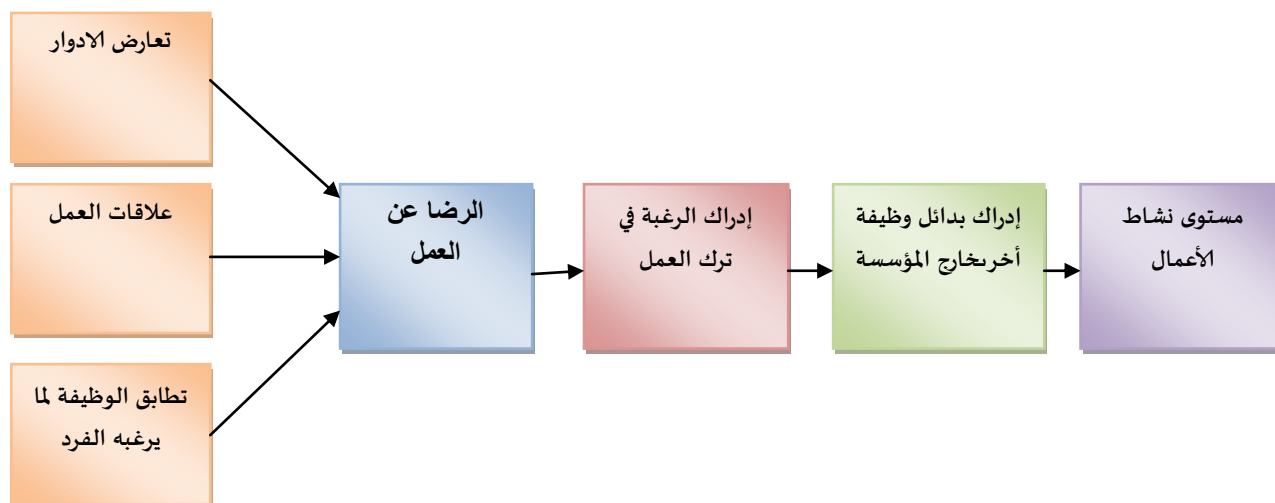 تعارض الادوار
علاقات العمل
تطابق الوظيفة لما
يرغبه الفرد
الرضا عن
العمل
إدراك الرغبة في
ترك العمل
إدراك بدائل وظيفة
أخربخارج المؤسسة
مستوى نشاط
الأعمال